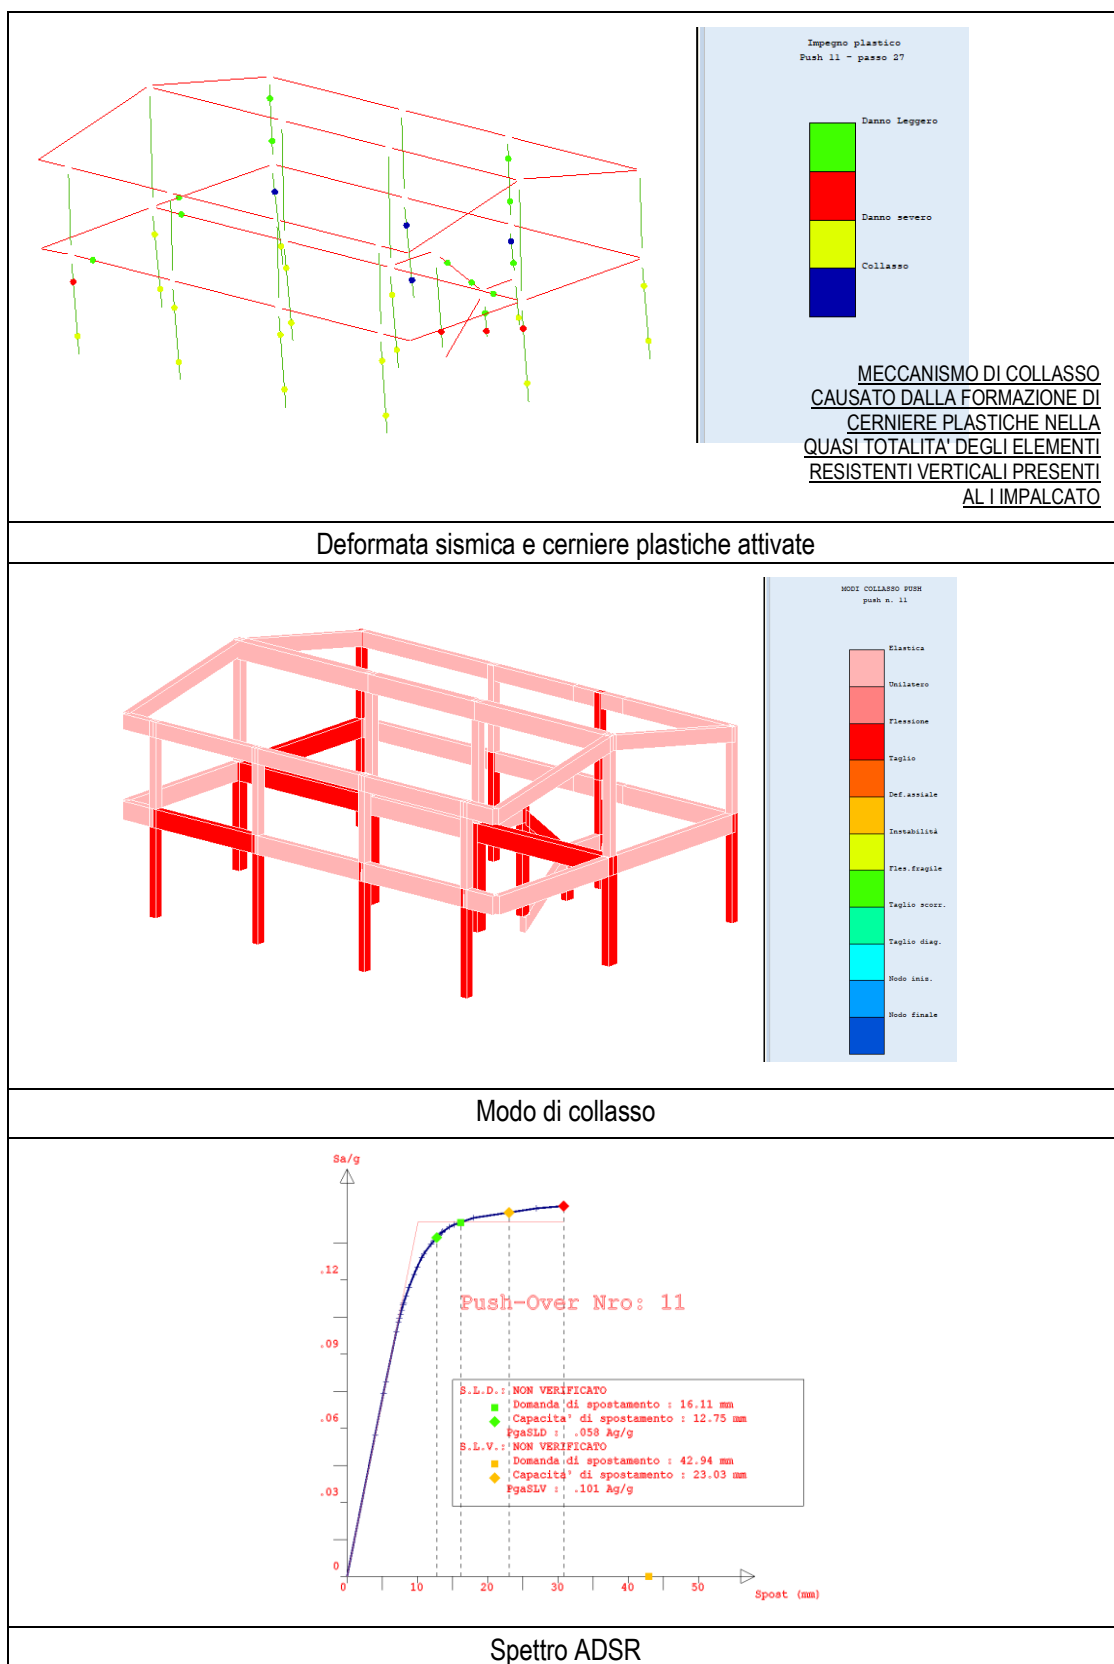 Impegno plastico
Push 11 - passo 27
Danno Leggero
Danno severo
Collasso
MECCANISMO DI COLLASSO
CAUSATO DALLA FORMAZIONE DI
CERNIERE PLASTICHE NELLA
QUASI TOTALITA' DEGLI ELEMENTI
RESISTENTI VERTICALI PRESENTI
AL I IMPALCATO
Deformata sismica e cerniere plastiche attivate
MODI COLLASSO PUSH
push n. 11
Elastica
Unilatero
Flessione
Taglio
Def.assiale
Instabilità
Fles.fragile
Taglio scorr.
Taglio diag.
Nodo inis.
Nodo finale
Modo di collasso
Sa/g
.12
.09
.06
.03
0
Push-Over Nro: 11
S.L.D.: NON VERIFICATO
Domanda di spostamento : 16.11 mm
Capacita' di spostamento : 12.75 mm
PgaSLD : .058 Ag/g
S.L.V.: NON VERIFICATO
Domanda di spostamento : 42.94 mm
Capacita' di spostamento : 23.03 mm
PgaSLV : .101 Ag/g
0 10 20 30 40 50
Spost (mm)
Spettro ADSR